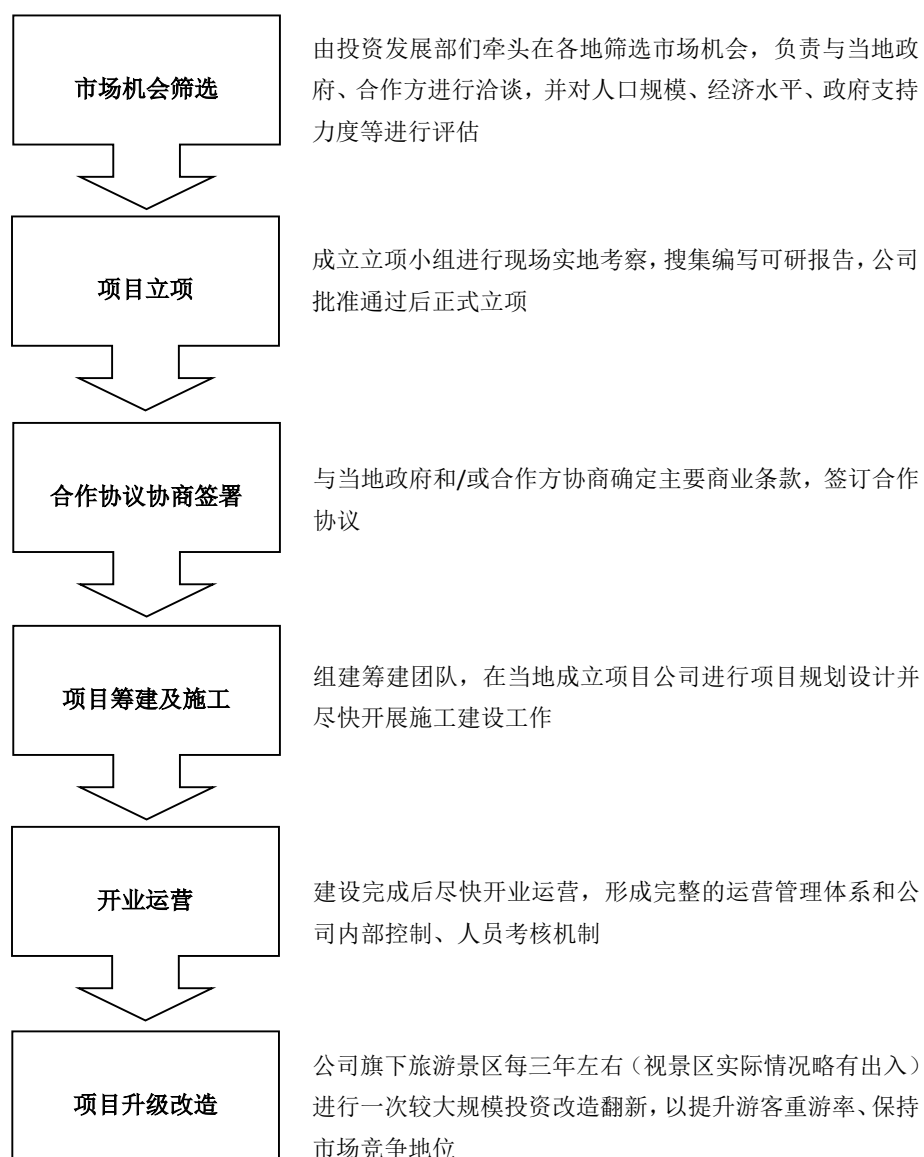 市场机会筛选
由投资发展部们牵头在各地筛选市场机会，负责与当地政
府、合作方进行洽谈，并对人口规模、经济水平、政府支持
力度等进行评估
项目立项
成立立项小组进行现场实地考察，搜集编写可研报告，公司
批准通过后正式立项
合作协议协商签署
与当地政府和/或合作方协商确定主要商业条款，签订合作
协议
项目筹建及施工
组建筹建团队，在当地成立项目公司进行项目规划设计并
尽快开展施工建设工作
开业运营
建设完成后尽快开业运营，形成完整的运营管理体系和公
司内部控制、人员考核机制
项目升级改造
公司旗下旅游景区每三年左右（视景区实际情况略有出入）
进行一次较大规模投资改造翻新，以提升游客重游率、保持
市场竞争地位